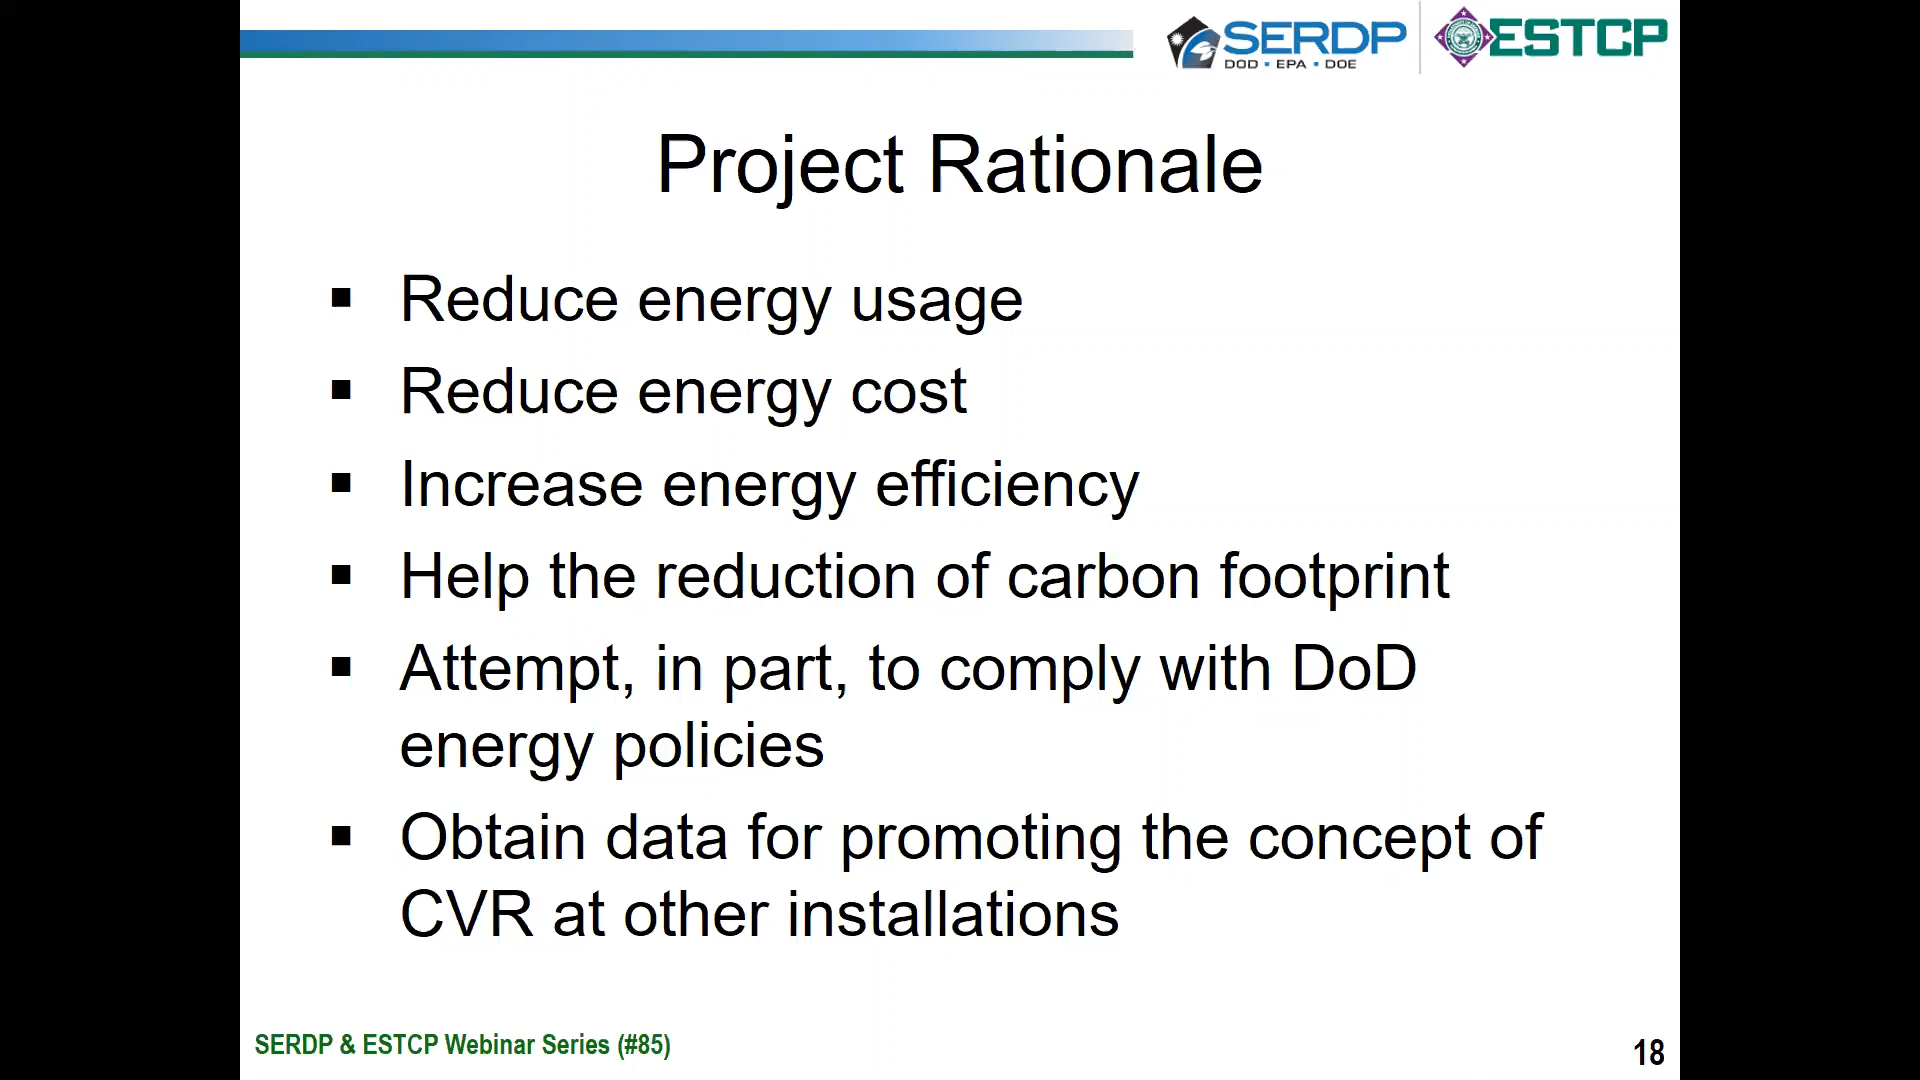 SERDP
DOD ▪ EPA ▪ DOE
ESTCP
Project Rationale
▪ Reduce energy usage
▪ Reduce energy cost
▪ Increase energy efficiency
▪ Help the reduction of carbon footprint
▪ Attempt, in part, to comply with DoD
energy policies
▪ Obtain data for promoting the concept of
CVR at other installations
SERDP & ESTCP Webinar Series (#85)
18